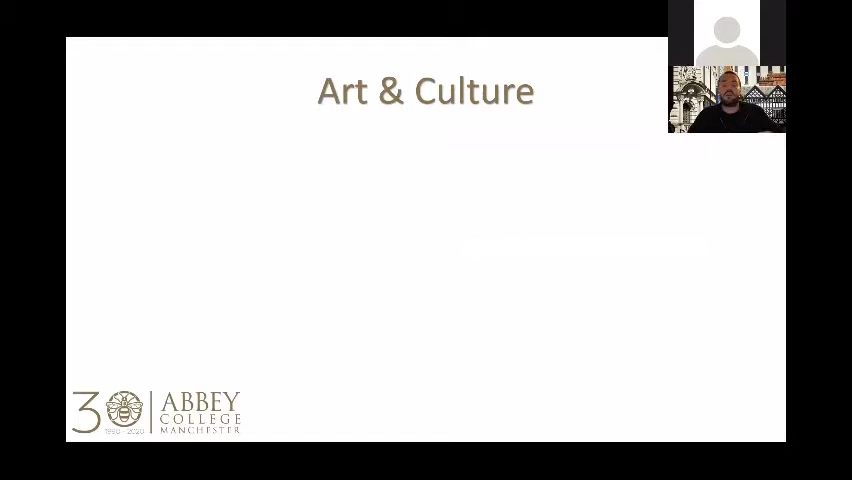 Art & Culture
30
1990 - 2020
ABBEY
COLLEGE
MANCHESTER